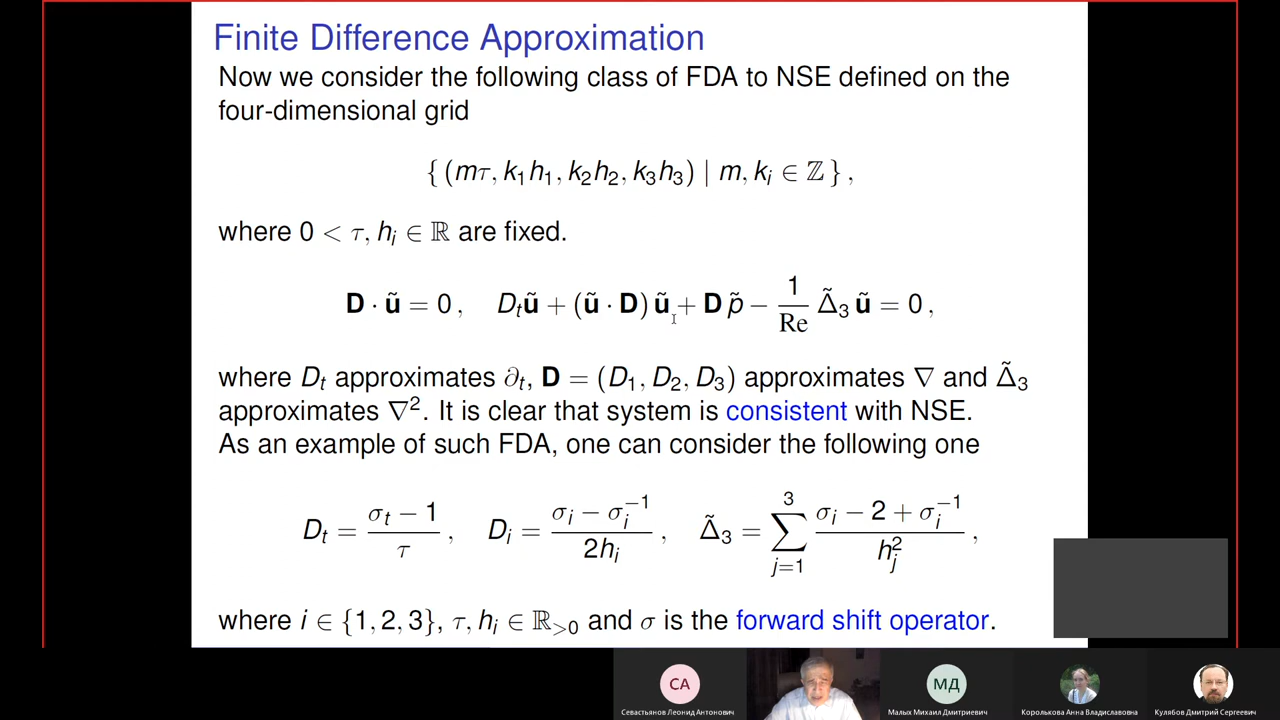 Finite Difference Approximation
Now we consider the following class of FDA to NSE defined on the
four-dimensional grid
{ (mτ, k₁h₁, k₂h₂, k₃h₃) | m, kᵢ ∈ ℤ } ,
where 0 < τ, hᵢ ∈ ℝ are fixed.
D · ũ = 0 , Dₜũ + (ũ · D) ũ + D p̃ − 1/Re Δ̃₃ ũ = 0 ,
where Dₜ approximates ∂ₜ, D = (D₁, D₂, D₃) approximates ∇ and Δ̃₃
approximates ∇². It is clear that system is consistent with NSE.
As an example of such FDA, one can consider the following one
Dₜ = (σₜ − 1)/τ , Dᵢ = (σᵢ − σᵢ⁻¹)/(2hᵢ) , Δ̃₃ = ∑_{j=1}^{3} (σᵢ − 2 + σᵢ⁻¹)/hⱼ² ,
where i ∈ {1, 2, 3}, τ, hᵢ ∈ ℝ>0 and σ is the forward shift operator.
СА
МД
Севастьянов Леонид Антонович
Малых Михаил Дмитриевич
Королькова Анна Владиславовна
Кулябов Дмитрий Сергеевич